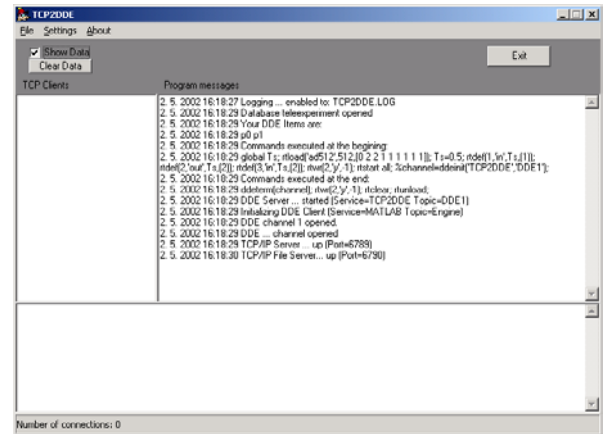 TCP2DDE
File Settings About
Show Data
Clear Data
Exit
TCP Clients
Program messages
2. 5. 2002 16:18:27 Logging ... enabled to: TCP2DDE.LOG
2. 5. 2002 16:18:29 Database teleexperiment opened
2. 5. 2002 16:18:29 Your DDE Items are:
2. 5. 2002 16:18:29 p0 p1
2. 5. 2002 16:18:29 Commands executed at the begining:
2. 5. 2002 16:18:29 global Ts; rtload('ad512',512,[0 2 2 1 1 1 1 1 1]); Ts=0.5; rtdef(1,'in',Ts,[1]);
rtdef(2,'out',Ts,[2]); rtdef(3,'in',Ts,[2]); rtwr(2,'y',-1); rtstart all; %channel=ddeinit('TCP2DDE','DDE1');
2. 5. 2002 16:18:29 Commands executed at the end:
2. 5. 2002 16:18:29 ddeterm(channel); rtwr(2,'y',-1); rtclear; rtunload;
2. 5. 2002 16:18:29 DDE Server ... started (Service=TCP2DDE Topic=DDE1)
2. 5. 2002 16:18:29 Initializing DDE Client (Service=MATLAB Topic=Engine)
2. 5. 2002 16:18:29 DDE channel 1 opened.
2. 5. 2002 16:18:29 DDE ... channel opened
2. 5. 2002 16:18:29 TCP/IP Server ... up (Port=6789)
2. 5. 2002 16:18:30 TCP/IP File Server... up (Port=6790)
Number of connections: 0